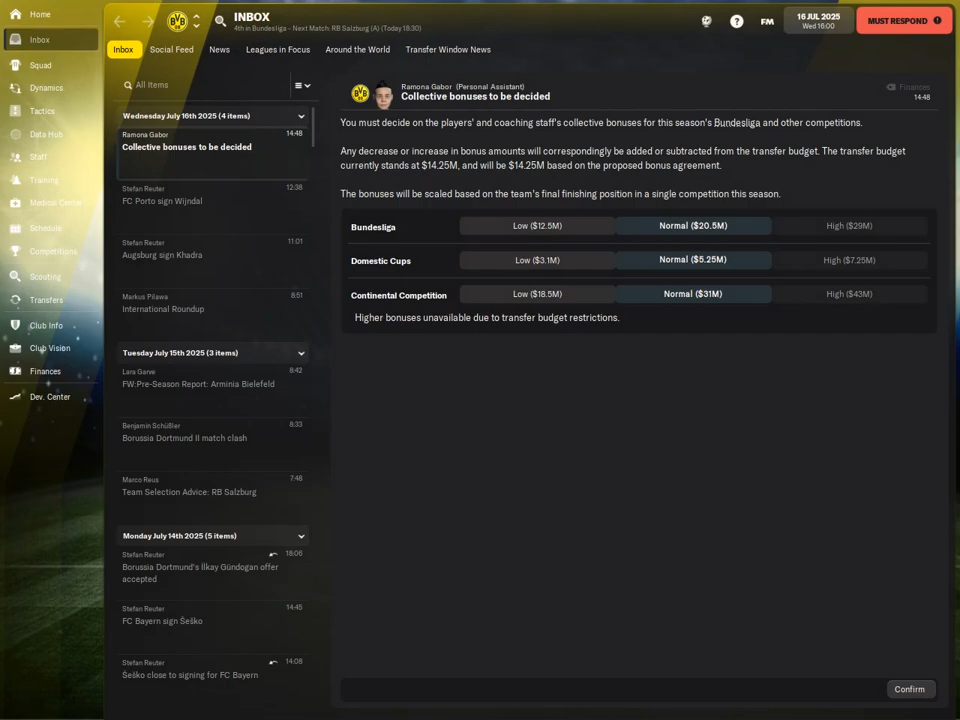 Home
INBOX
4th in Bundesliga - Next Match: RB Salzburg (A) (Today 18:30)
FM
16 JUL 2025
Wed 16:00
MUST RESPOND
Inbox
Squad
Dynamics
Tactics
Data Hub
Staff
Training
Medical Center
Schedule
Competitions
Scouting
Transfers
Club Info
Club Vision
Finances
Dev. Center
Inbox
Social Feed
News
Leagues in Focus
Around the World
Transfer Window News
All Items
Wednesday July 16th 2025 (4 items)
Ramona Gabor 14:48
Collective bonuses to be decided
Stefan Reuter 12:38
FC Porto sign Wijndal
Stefan Reuter 11:01
Augsburg sign Khadra
Markus Pilawa 8:51
International Roundup
Tuesday July 15th 2025 (3 items)
Lara Garve 8:42
FW:Pre-Season Report: Arminia Bielefeld
Benjamin Schüßler 8:33
Borussia Dortmund II match clash
Marco Reus 7:48
Team Selection Advice: RB Salzburg
Monday July 14th 2025 (5 items)
Stefan Reuter 18:06
Borussia Dortmund's İlkay Gündogan offer
accepted
Stefan Reuter 14:45
FC Bayern sign Šeško
Stefan Reuter 14:08
Šeško close to signing for FC Bayern
BVB
09
Ramona Gabor (Personal Assistant)
Collective bonuses to be decided
Finances
14:48
You must decide on the players' and coaching staff's collective bonuses for this season's Bundesliga and other competitions.
Any decrease or increase in bonus amounts will correspondingly be added or subtracted from the transfer budget. The transfer budget
currently stands at $14.25M, and will be $14.25M based on the proposed bonus agreement.
The bonuses will be scaled based on the team's final finishing position in a single competition this season.
Bundesliga Low ($12.5M) Normal ($20.5M) High ($29M)
Domestic Cups Low ($3.1M) Normal ($5.25M) High ($7.25M)
Continental Competition Low ($18.5M) Normal ($31M) High ($43M)
Higher bonuses unavailable due to transfer budget restrictions.
Confirm